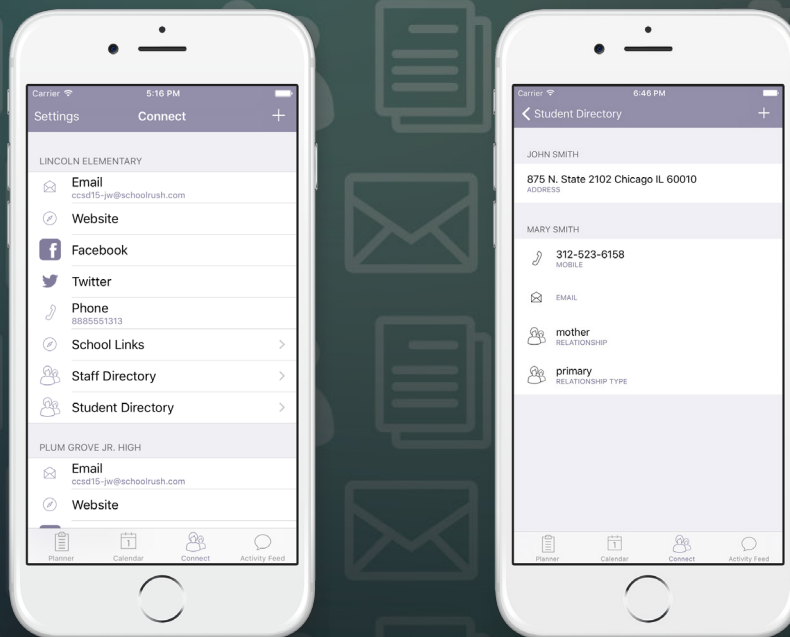 Carrier 5:16 PM
Settings Connect +
LINCOLN ELEMENTARY
Email
ccsd15-jw@schoolrush.com
Website
f Facebook
Twitter
Phone
8885551313
School Links
Staff Directory
Student Directory
PLUM GROVE JR. HIGH
Email
ccsd15-jw@schoolrush.com
Website
1
Planner Calendar Connect Activity Feed
Carrier 6:46 PM
Student Directory +
JOHN SMITH
875 N. State 2102 Chicago IL 60010
ADDRESS
MARY SMITH
312-523-6158
MOBILE
EMAIL
mother
RELATIONSHIP
primary
RELATIONSHIP TYPE
1
Planner Calendar Connect Activity Feed